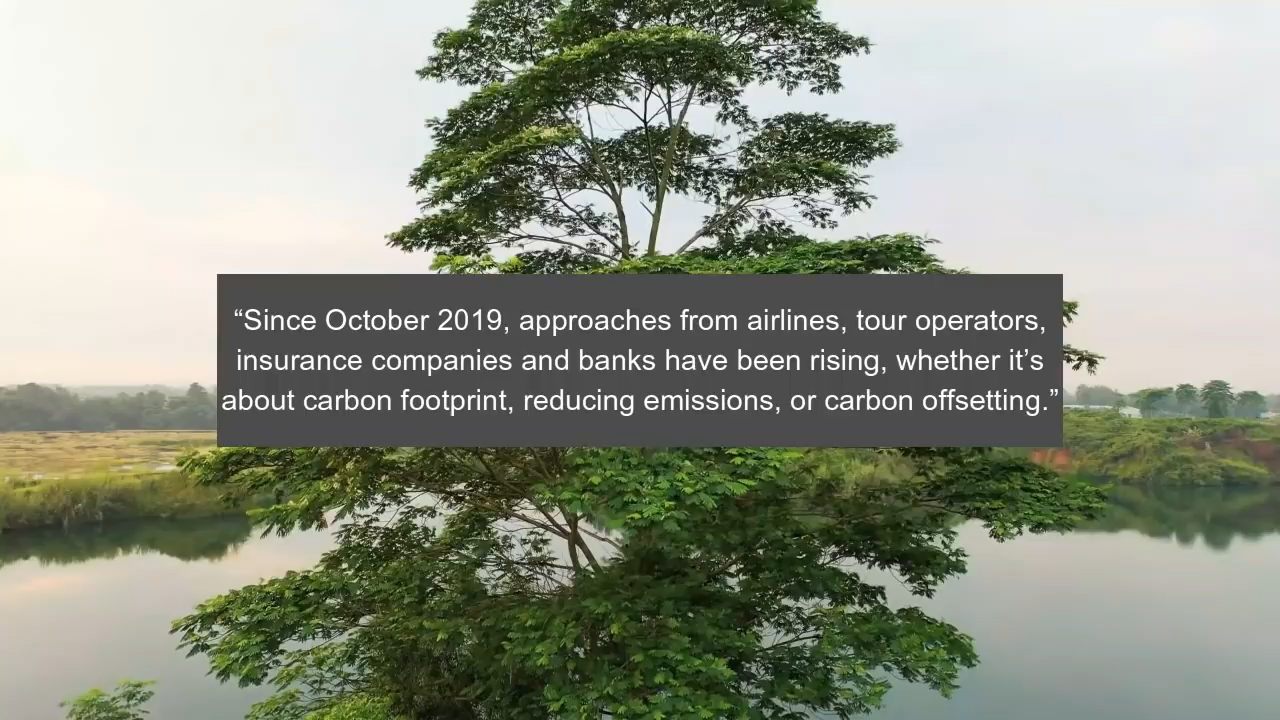 “Since October 2019, approaches from airlines, tour operators,
insurance companies and banks have been rising, whether it’s
about carbon footprint, reducing emissions, or carbon offsetting.”